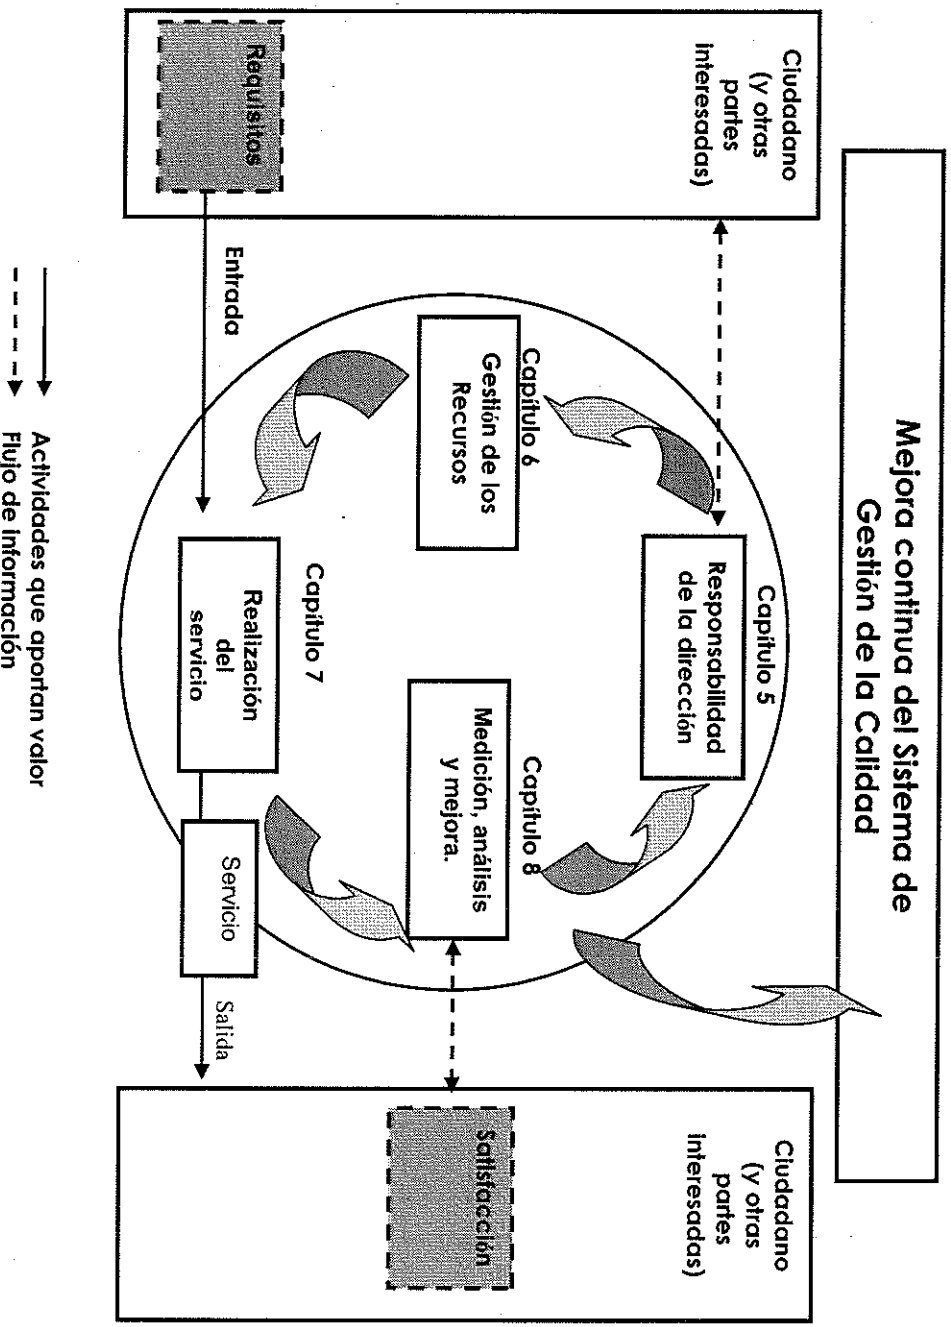 Mejora continua del Sistema de
Gestión de la Calidad
Ciudadano
(y otras
partes
interesadas)
Requisitos
Entrada
Capítulo 5
Responsabilidad
de la dirección
Capítulo 6
Gestión de los
Recursos
Capítulo 8
Medición, análisis
y mejora.
Capítulo 7
Realización
del
servicio
Servicio
Salida
Ciudadano
(y otras
partes
interesadas)
Satisfacción
Actividades que aportan valor
Flujo de información